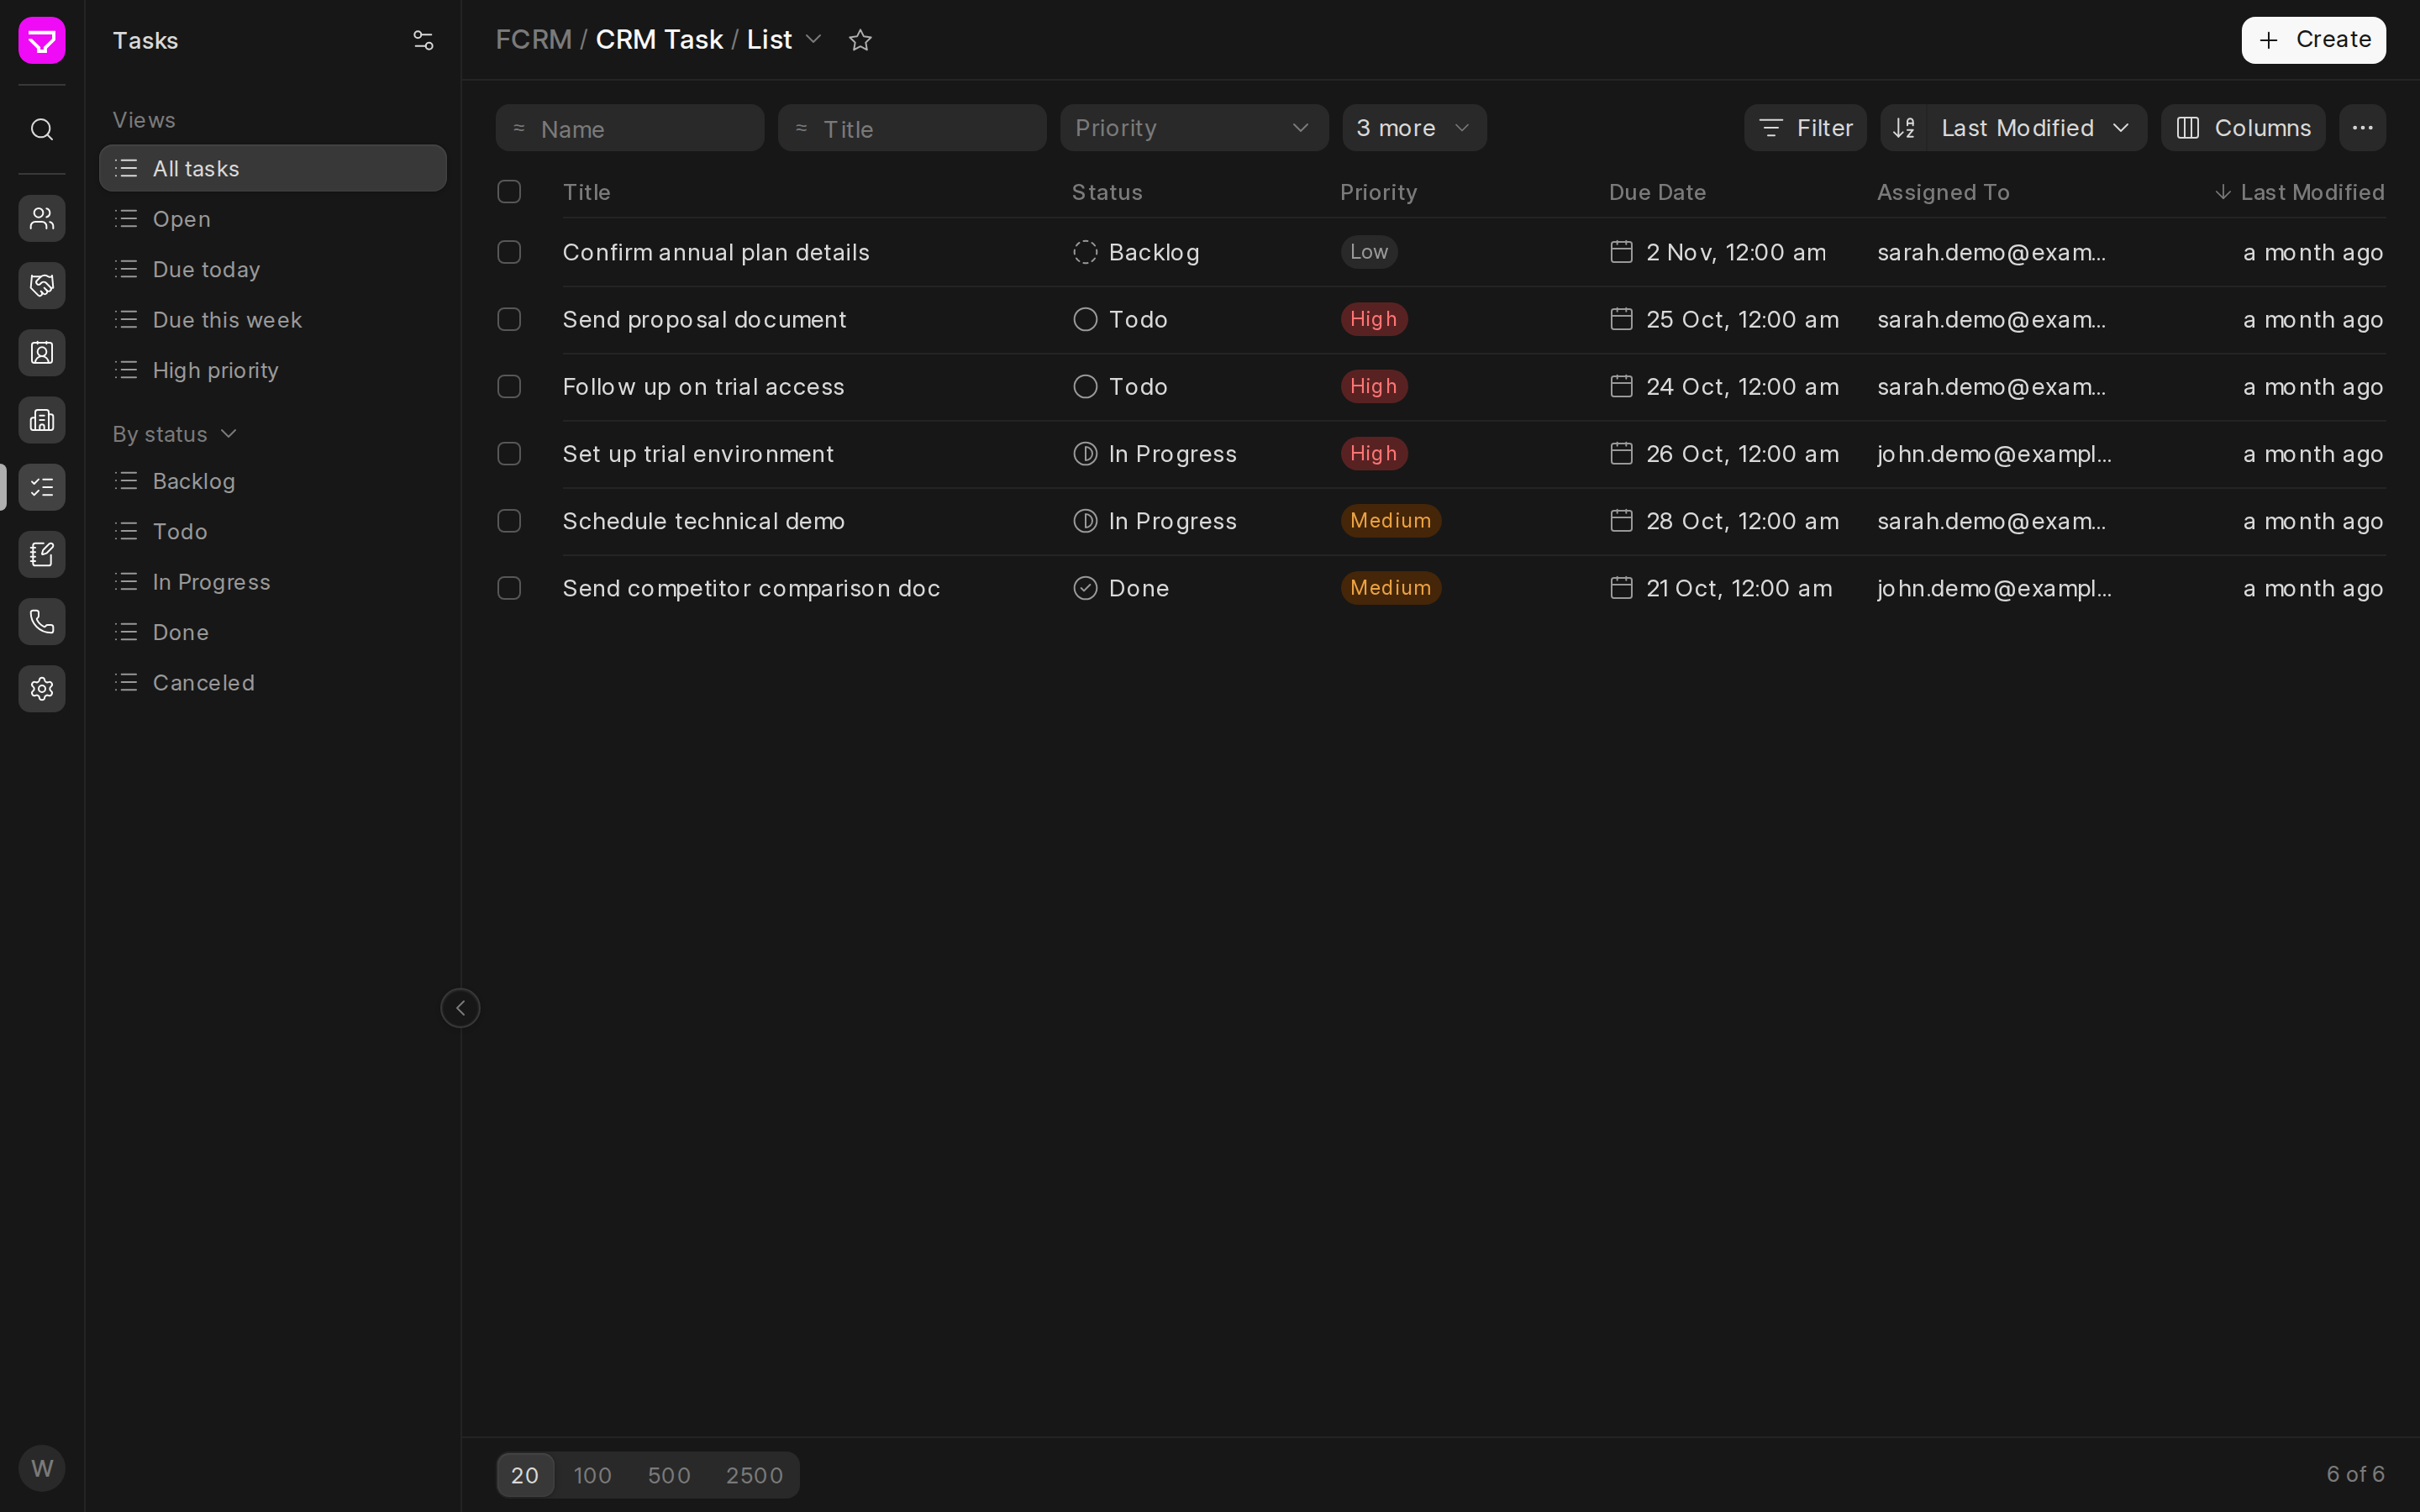 Tasks
Views
All tasks
Open
Due today
Due this week
High priority
By status
Backlog
Todo
In Progress
Done
Canceled
W
FCRM / CRM Task / List
Create
≈ Name
≈ Title
Priority
3 more
Filter
Last Modified
Columns
Title Status Priority Due Date Assigned To Last Modified
Confirm annual plan details Backlog Low 2 Nov, 12:00 am sarah.demo@exam... a month ago
Send proposal document Todo High 25 Oct, 12:00 am sarah.demo@exam... a month ago
Follow up on trial access Todo High 24 Oct, 12:00 am sarah.demo@exam... a month ago
Set up trial environment In Progress High 26 Oct, 12:00 am john.demo@exampl... a month ago
Schedule technical demo In Progress Medium 28 Oct, 12:00 am sarah.demo@exam... a month ago
Send competitor comparison doc Done Medium 21 Oct, 12:00 am john.demo@exampl... a month ago
20 100 500 2500
6 of 6